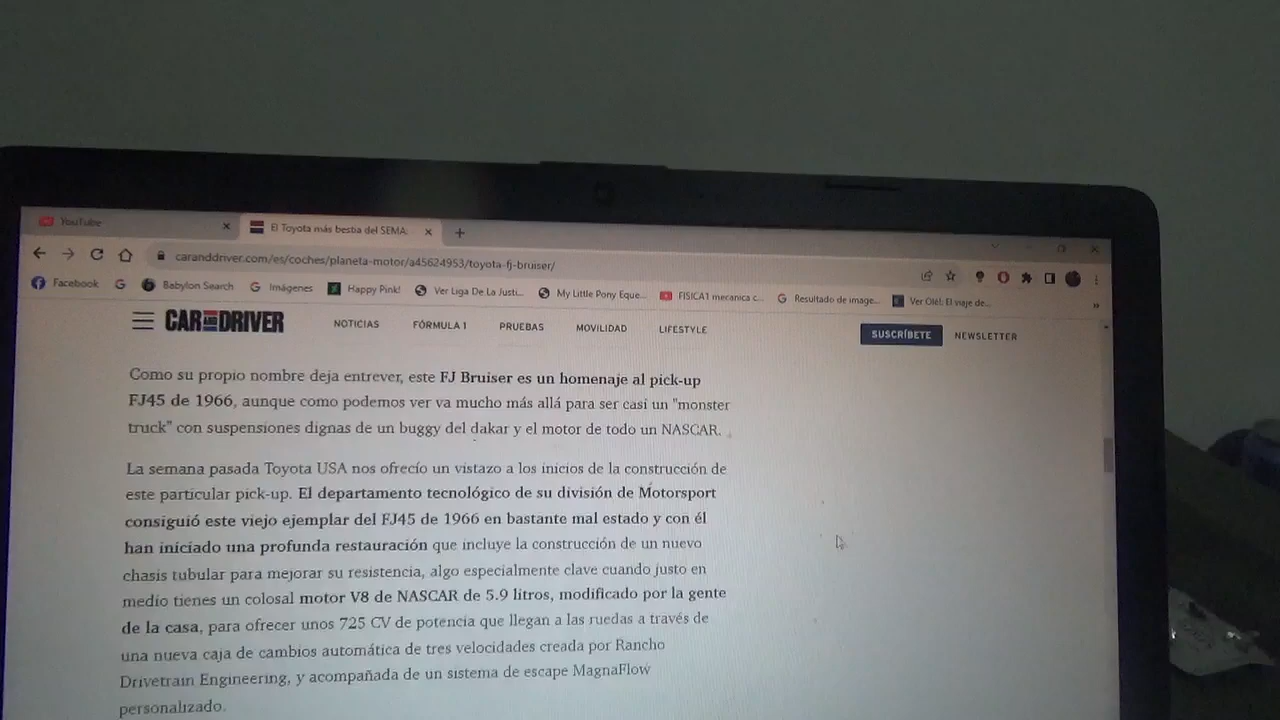 YouTube
El Toyota más bestia del SEMA:
caranddriver.com/es/coches/planeta-motor/a45624953/toyota-fj-bruiser/
Facebook
Babylon Search
Imágenes
Happy Pink!
Ver Liga De La Justi...
My Little Pony Eque...
FISICA1 mecanica c...
Resultado de image...
Ver Olé!: El viaje de...
CAR AND DRIVER
NOTICIAS
FÓRMULA 1
PRUEBAS
MOVILIDAD
LIFESTYLE
SUSCRÍBETE
NEWSLETTER
Como su propio nombre deja entrever, este FJ Bruiser es un homenaje al pick-up
FJ45 de 1966, aunque como podemos ver va mucho más allá para ser casi un "monster
truck" con suspensiones dignas de un buggy del dakar y el motor de todo un NASCAR.
La semana pasada Toyota USA nos ofrecío un vistazo a los inicios de la construcción de
este particular pick-up. El departamento tecnológico de su división de Motorsport
consiguió este viejo ejemplar del FJ45 de 1966 en bastante mal estado y con él
han iniciado una profunda restauración que incluye la construcción de un nuevo
chasis tubular para mejorar su resistencia, algo especialmente clave cuando justo en
medio tienes un colosal motor V8 de NASCAR de 5.9 litros, modificado por la gente
de la casa, para ofrecer unos 725 CV de potencia que llegan a las ruedas a través de
una nueva caja de cambios automática de tres velocidades creada por Rancho
Drivetrain Engineering, y acompañada de un sistema de escape MagnaFlow
personalizado.